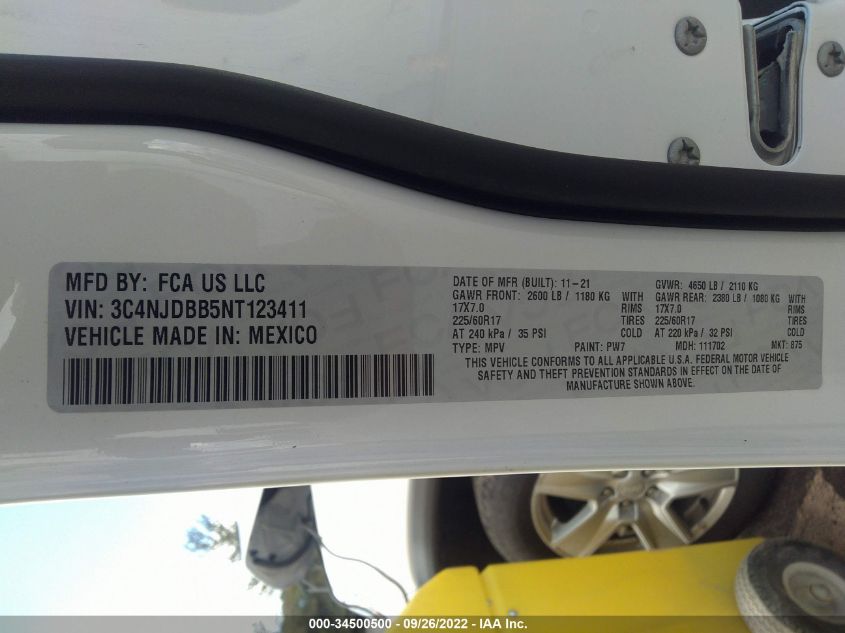 MFD BY: FCA US LLC
VIN: 3C4NJDBB5NT123411
VEHICLE MADE IN: MEXICO
DATE OF MFR (BUILT): 11-21 GVWR: 4650 LB / 2110 KG
GAWR FRONT: 2600 LB / 1180 KG WITH GAWR REAR: 2380 LB / 1080 KG WITH
17X7.0 RIMS 17X7.0 RIMS
225/60R17 TIRES 225/60R17 TIRES
AT 240 kPa / 35 PSI COLD AT 220 kPa / 32 PSI COLD
TYPE: MPV PAINT: PW7 MDH: 111702 MKT: 875
THIS VEHICLE CONFORMS TO ALL APPLICABLE U.S.A. FEDERAL MOTOR VEHICLE
SAFETY AND THEFT PREVENTION STANDARDS IN EFFECT ON THE DATE OF
MANUFACTURE SHOWN ABOVE.
000-34500500 - 09/26/2022 - IAA Inc.